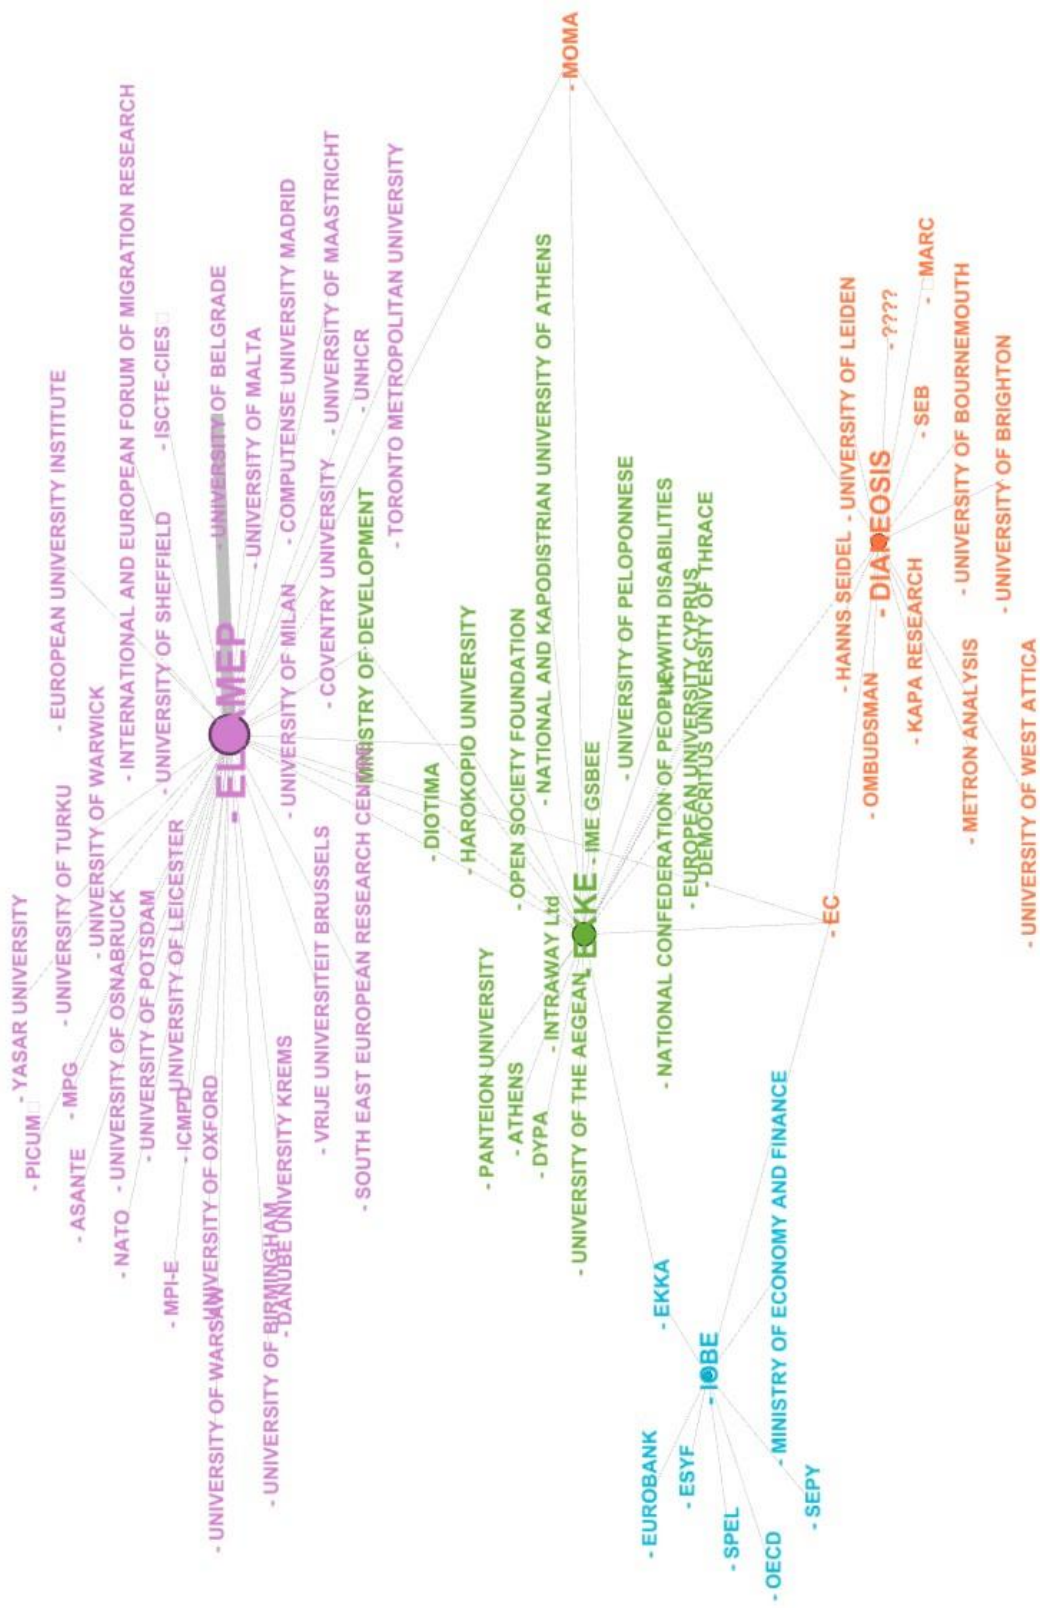 - YASAR UNIVERSITY
- PICUM
- EUROPEAN UNIVERSITY INSTITUTE
- UNIVERSITY OF TURKU
- MPG
- ASANTE
- UNIVERSITY OF WARWICK
- INTERNATIONAL AND EUROPEAN FORUM OF MIGRATION RESEARCH
- UNIVERSITY OF OSNABRUCK
- NATO
- UNIVERSITY OF POTSDAM
- ISCTE-CIES
- UNIVERSITY OF SHEFFIELD
- UNIVERSITY OF LEICESTER
- ICMPD
- MPI-E
- UNIVERSITY OF OXFORD
- UNIVERSITY OF WARSAW
- UNIVERSITY OF BELGRADE
- ELIAMEP
- UNIVERSITY OF MALTA
- UNIVERSITY OF BIRMINGHAM
- DANUBE UNIVERSITY KREMS
- COMPUTENSE UNIVERSITY MADRID
- UNIVERSITY OF MILAN
- VRIJE UNIVERSITEIT BRUSSELS
- COVENTRY UNIVERSITY
- UNIVERSITY OF MAASTRICHT
- UNHCR
- MINISTRY OF DEVELOPMENT
- SOUTH EAST EUROPEAN RESEARCH
- TORONTO METROPOLITAN UNIVERSITY
- DIOTIMA
- HAROKOPIO UNIVERSITY
- PANTEION UNIVERSITY
- OPEN SOCIETY FOUNDATION
- ATHENS
- DYPA
- NATIONAL AND KAPODISTRIAN UNIVERSITY OF ATHENS
- INTRAWAY Ltd
- MOMA
- UNIVERSITY OF THE AEGEAN
- EKKE
- IME GSBEE
- UNIVERSITY OF PELOPONNESE
- NATIONAL CONFEDERATION OF PEOPLE WITH DISABILITIES
- EUROPEAN UNIVERSITY CYPRUS
- DEMOCRITUS UNIVERSITY OF THRACE
- EKKA
- EUROBANK
- ESYF
- IOBE
- SPEL
- OECD
- MINISTRY OF ECONOMY AND FINANCE
- SEPY
- EC
- HANNS SEIDEL
- UNIVERSITY OF LEIDEN
- OMBUDSMAN
- DIANEOSIS
- ????
- KAPA RESEARCH
- SEB
- MARC
- UNIVERSITY OF BOURNEMOUTH
- METRON ANALYSIS
- UNIVERSITY OF BRIGHTON
- UNIVERSITY OF WEST ATTICA